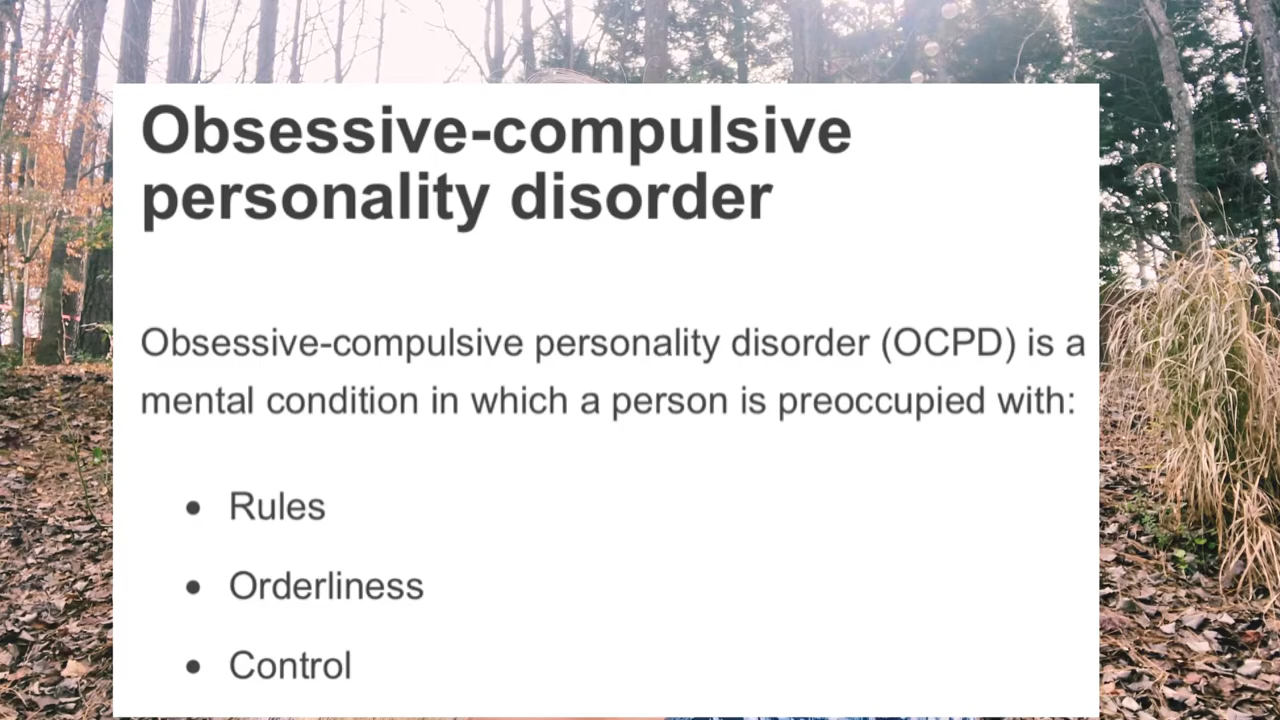 Obsessive-compulsive
personality disorder
Obsessive-compulsive personality disorder (OCPD) is a
mental condition in which a person is preoccupied with:
• Rules
• Orderliness
• Control